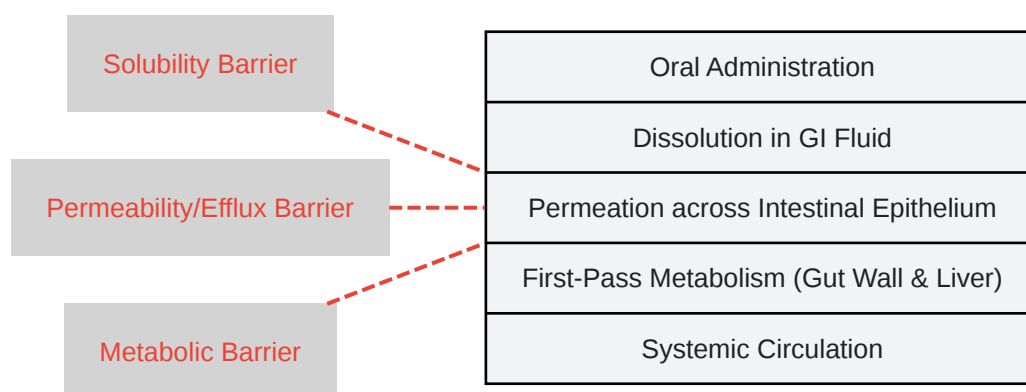 Solubility Barrier
Permeability/Efflux Barrier
Metabolic Barrier
Oral Administration
Dissolution in GI Fluid
Permeation across Intestinal Epithelium
First-Pass Metabolism (Gut Wall & Liver)
Systemic Circulation